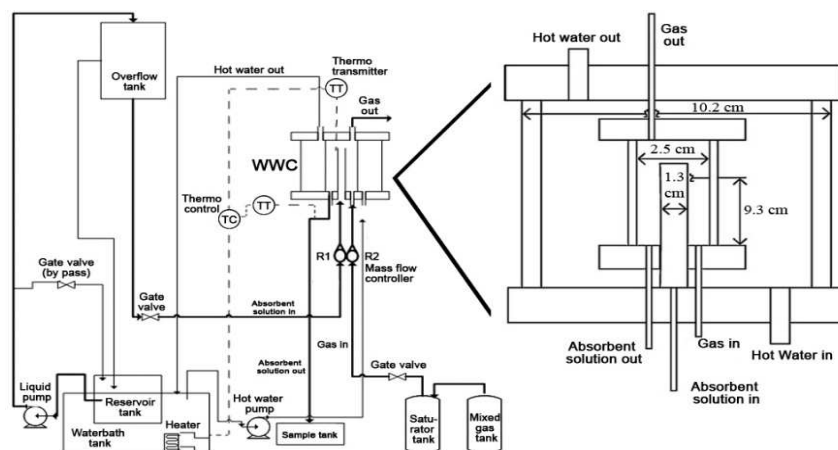 Overflow
tank
Hot water out
Thermo
transmitter
TT
Gas
out
WWC
Thermo
control
TT
TC
R1
R2
Mass flow
controller
Gate valve
(by pass)
Gate
valve
Absorbent
solution in
Gas in
Absorbent
solution out
Gate valve
Liquid
pump
Reservoir
tank
Waterbath
tank
Heater
Hot water
pump
Sample tank
Satu-
rator
tank
Mixed
gas
tank
Gas
out
Hot water out
10.2 cm
2.5 cm
1.3
cm
9.3 cm
Absorbent
solution out
Gas in
Hot Water in
Absorbent
solution in